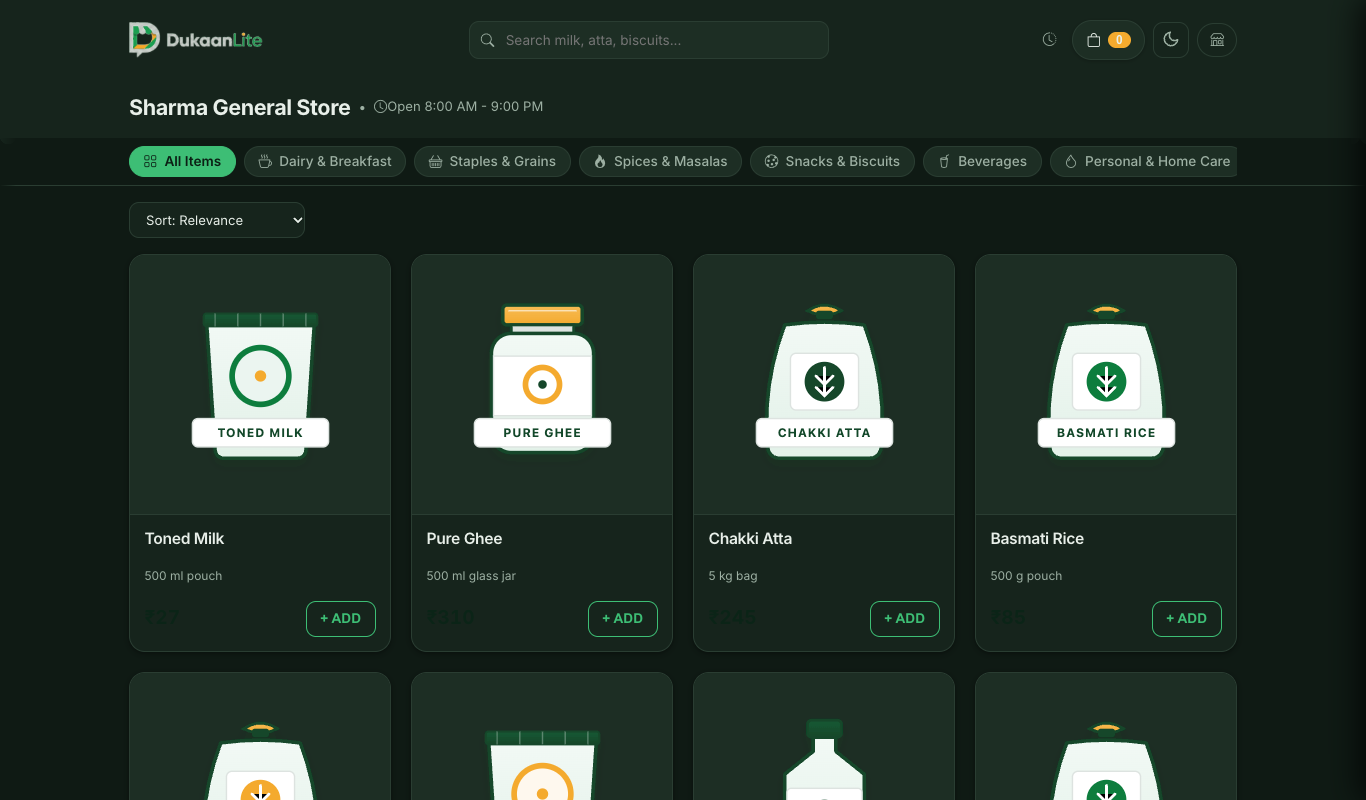 DukaanLite
Search milk, atta, biscuits...
0
Sharma General Store • Open 8:00 AM - 9:00 PM
All Items
Dairy & Breakfast
Staples & Grains
Spices & Masalas
Snacks & Biscuits
Beverages
Personal & Home Care
Sort: Relevance
TONED MILK
PURE GHEE
CHAKKI ATTA
BASMATI RICE
Toned Milk
Pure Ghee
Chakki Atta
Basmati Rice
500 ml pouch
500 ml glass jar
5 kg bag
500 g pouch
₹27
+ ADD
₹310
+ ADD
₹245
+ ADD
₹85
+ ADD